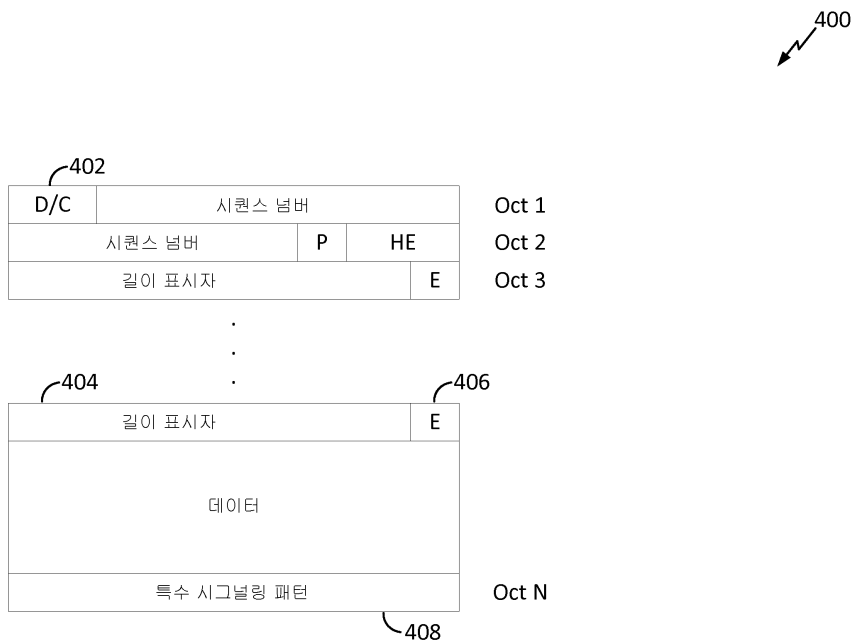 400
402
D/C 시퀀스 넘버 Oct 1
시퀀스 넘버 P HE Oct 2
길이 표시자 E Oct 3
.
.
.
404 406
길이 표시자 E
데이터
특수 시그널링 패턴 Oct N
408